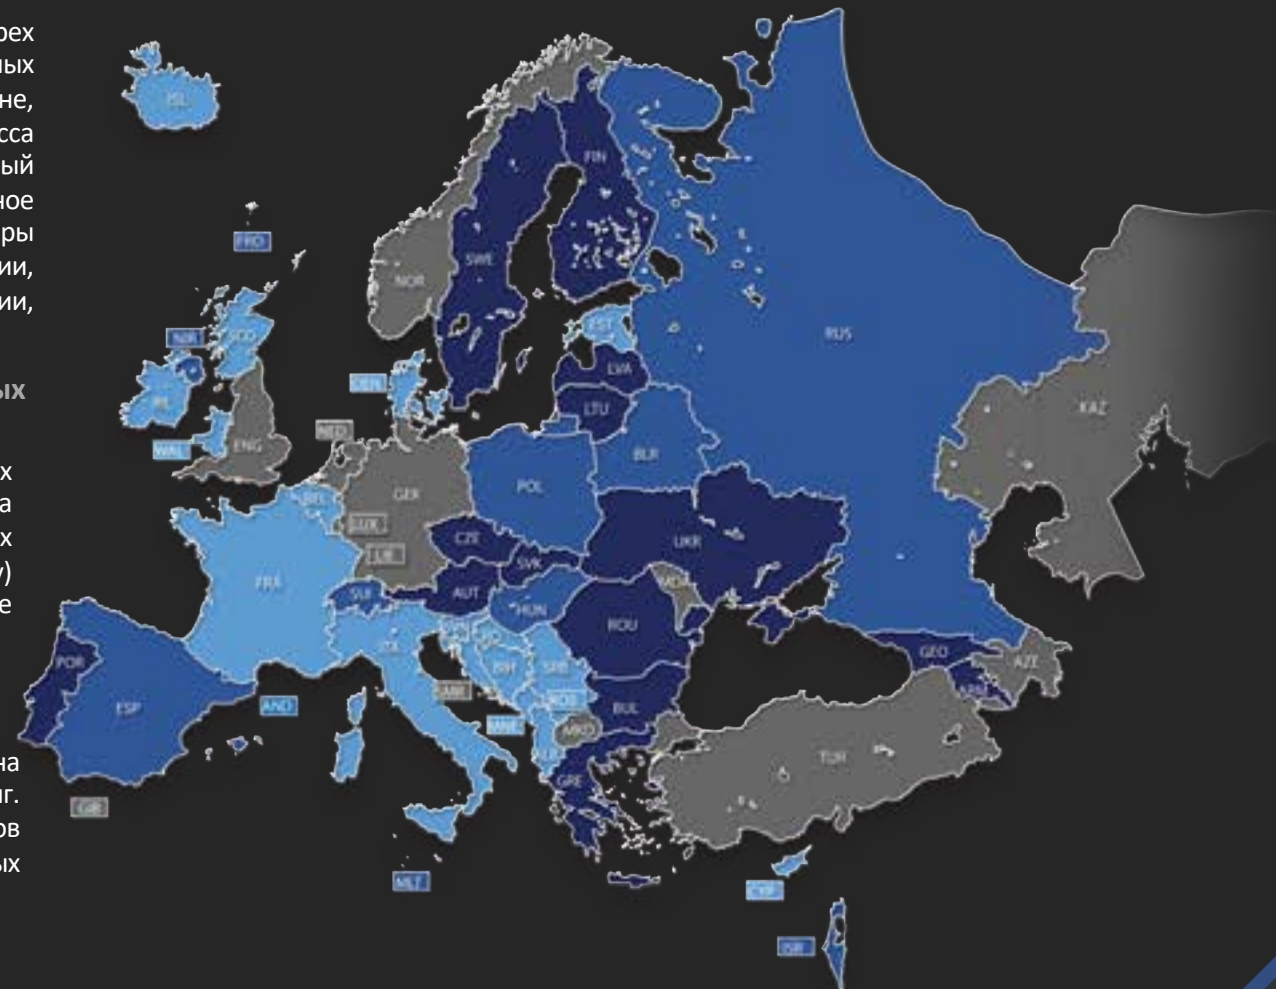 рех
ных
не,
сса
ный
ное
ры
ии,
ии,
ых
х
а
х
у)
е
на
иг.
ов
ых
ISL
FRO
FIN
SWE
NOR
RUS
NIR
SCO
EST
LVA
DEN
IRL
LTU
KAZ
NED
WAL
ENG
BLR
GER
POL
BEL
LUX
CZE
UKR
LIE
SVK
FRA
MDA
SUI
AUT
HUN
ROU
GEO
POR
ITA
BIH
SRB
AZE
ARM
ESP
AND
SMR
KOS
BUL
MNE
MKD
ALB
TUR
GRE
GIB
MLT
CYP
ISR